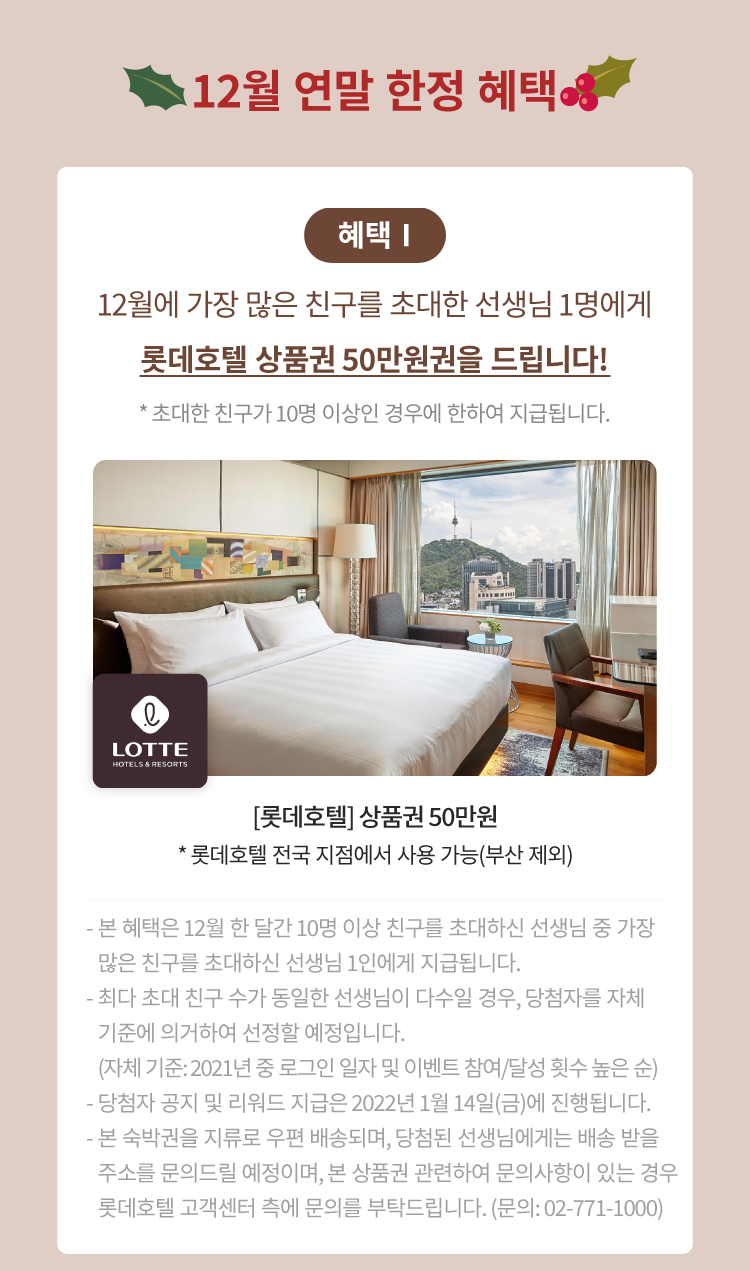 12월 연말 한정 혜택
혜택 I
12월에 가장 많은 친구를 초대한 선생님 1명에게
롯데호텔 상품권 50만원권을 드립니다!
* 초대한 친구가 10명 이상인 경우에 한하여 지급됩니다.
LOTTE
HOTELS & RESORTS
[롯데호텔] 상품권 50만원
* 롯데호텔 전국 지점에서 사용 가능(부산 제외)
- 본 혜택은 12월 한 달간 10명 이상 친구를 초대하신 선생님 중 가장
많은 친구를 초대하신 선생님 1인에게 지급됩니다.
- 최다 초대 친구 수가 동일한 선생님이 다수일 경우, 당첨자를 자체
기준에 의거하여 선정할 예정입니다.
(자체 기준: 2021년 중 로그인 일자 및 이벤트 참여/달성 횟수 높은 순)
- 당첨자 공지 및 리워드 지급은 2022년 1월 14일(금)에 진행됩니다.
- 본 숙박권을 지류로 우편 배송되며, 당첨된 선생님에게는 배송 받을
주소를 문의드릴 예정이며, 본 상품권 관련하여 문의사항이 있는 경우
롯데호텔 고객센터 측에 문의를 부탁드립니다. (문의: 02-771-1000)